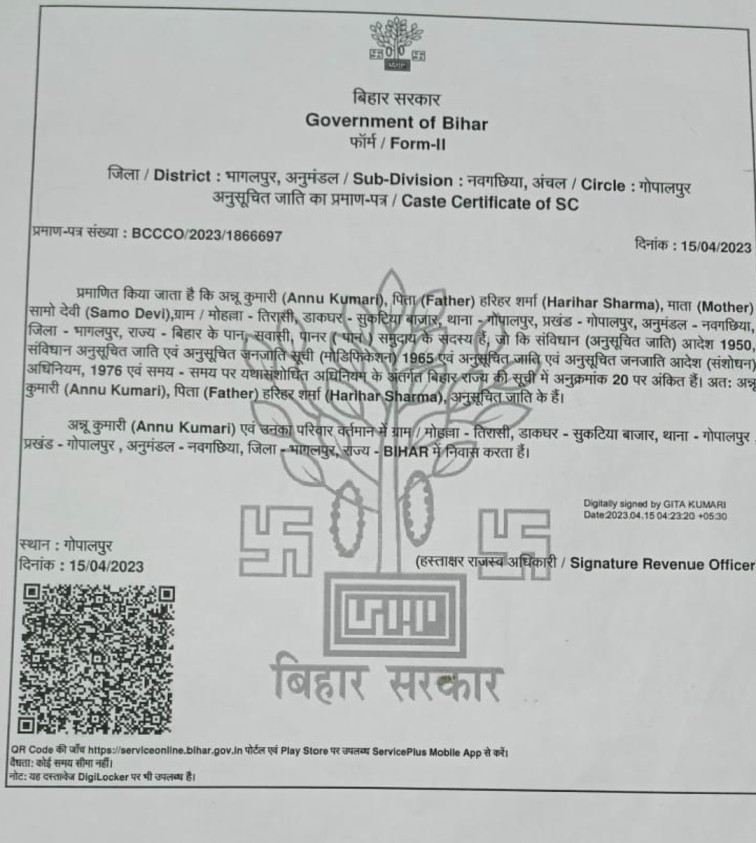 बिहार सरकार
Government of Bihar
फॉर्म / Form-II
जिला / District : भागलपुर, अनुमंडल / Sub-Division : नवगछिया, अंचल / Circle : गोपालपुर
अनुसूचित जाति का प्रमाण-पत्र / Caste Certificate of SC
प्रमाण-पत्र संख्या : BCCCO/2023/1866697
दिनांक : 15/04/2023
प्रमाणित किया जाता है कि अन्नू कुमारी (Annu Kumari), पिता (Father) हरिहर शर्मा (Harihar Sharma), माता (Mother)
सामो देवी (Samo Devi),ग्राम / मोहल्ला - तिरासी, डाकघर - सुकटिया बाजार, थाना - गोपालपुर, प्रखंड - गोपालपुर, अनुमंडल - नवगछिया,
जिला - भागलपुर, राज्य - बिहार के पान, सवासी, पानर ( पान ) समुदाय के सदस्य हैं, जो कि संविधान (अनुसूचित जाति) आदेश 1950,
संविधान अनुसूचित जाति एवं अनुसूचित जनजाति सूची (मोडिफिकेशन) 1965 एवं अनुसूचित जाति एवं अनुसूचित जनजाति आदेश (संशोधन)
अधिनियम, 1976 एवं समय - समय पर यथासंशोधित अधिनियम के अंतर्गत बिहार राज्य की सूची में अनुक्रमांक 20 पर अंकित हैं। अत: अन्नू
कुमारी (Annu Kumari), पिता (Father) हरिहर शर्मा (Harihar Sharma), अनुसूचित जाति के हैं।
अन्नू कुमारी (Annu Kumari) एवं उनका परिवार वर्तमान में ग्राम / मोहल्ला - तिरासी, डाकघर - सुकटिया बाजार, थाना - गोपालपुर ,
प्रखंड - गोपालपुर , अनुमंडल - नवगछिया, जिला - भागलपुर, राज्य - BIHAR में निवास करता हैं।
Digitally signed by GITA KUMARI
Date:2023.04.15 04:23:20 +05:30
स्थान : गोपालपुर
दिनांक : 15/04/2023
(हस्ताक्षर राजस्व अधिकारी / Signature Revenue Officer
बिहार सरकार
QR Code की जाँच https://serviceonline.bihar.gov.in पोर्टल एवं Play Store पर उपलब्ध ServicePlus Mobile App से करें।
वैधता: कोई समय सीमा नहीं।
नोट: यह दस्तावेज DigiLocker पर भी उपलब्ध है।